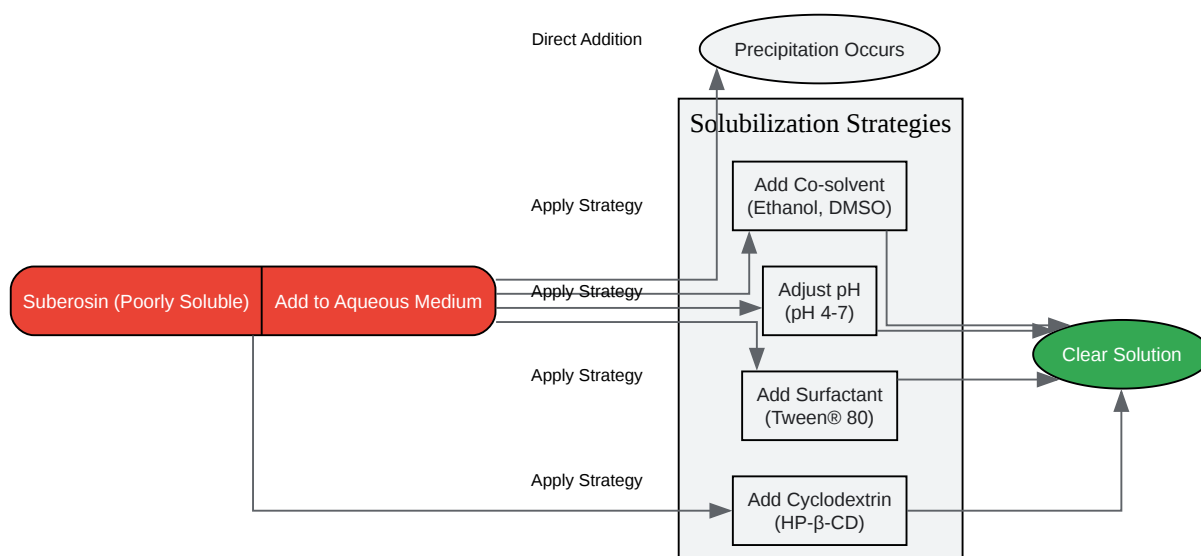 Direct Addition
Precipitation Occurs
Solubilization Strategies
Apply Strategy
Add Co-solvent
(Ethanol, DMSO)
Suberosin (Poorly Soluble)
Add to Aqueous Medium
Apply Strategy
Adjust pH
(pH 4-7)
Clear Solution
Apply Strategy
Add Surfactant
(Tween® 80)
Apply Strategy
Add Cyclodextrin
(HP-β-CD)